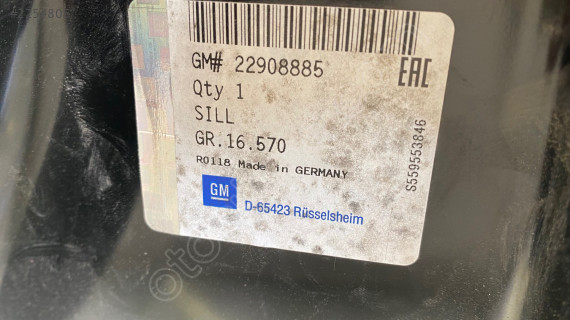 GM# 22908885
Qty 1
SILL
GR.16.570
R0118 Made in GERMANY
GM
D-65423 Rüsselsheim
EAC
S559553846